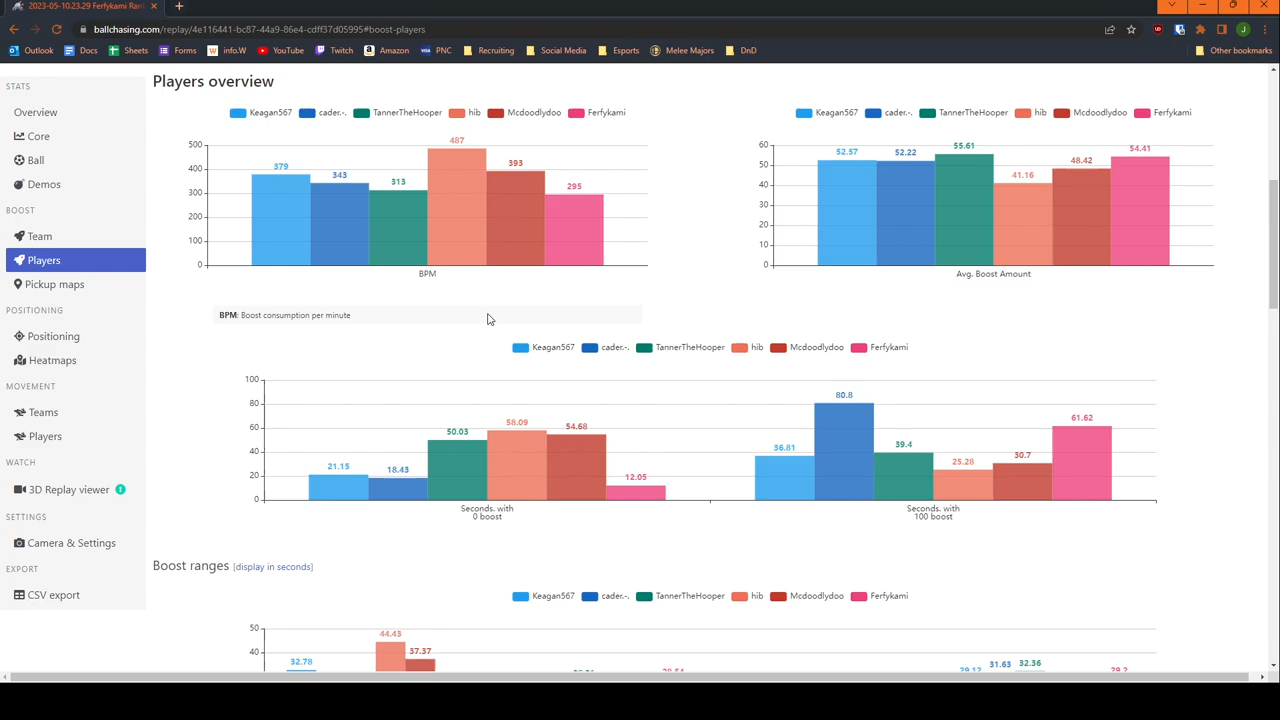 2023-05-10.23.29 Ferfykami Ran
ballchasing.com/replay/4e116441-bc87-44a9-86e4-cdff37d05995#boost-players
Outlook Docs Sheets Forms info.W YouTube Twitch Amazon PNC Recruiting Social Media Esports Melee Majors DnD Other bookmarks
STATS
Overview
Core
Ball
Demos
BOOST
Team
Players
Pickup maps
POSITIONING
Positioning
Heatmaps
MOVEMENT
Teams
Players
WATCH
3D Replay viewer
SETTINGS
Camera & Settings
EXPORT
CSV export
Players overview
Keagan567 cader.-. TannerTheHooper hib Mcdoodlydoo Ferfykami
500
400
300
200
100
0
379 343 313 487 393 295
BPM
BPM: Boost consumption per minute
Keagan567 cader.-. TannerTheHooper hib Mcdoodlydoo Ferfykami
60
50
40
30
20
10
0
52.57 52.22 55.61 41.16 48.42 54.41
Avg. Boost Amount
Keagan567 cader.-. TannerTheHooper hib Mcdoodlydoo Ferfykami
100
80
60
40
20
0
21.15 18.43 50.03 58.09 54.68 12.05
Seconds. with
0 boost
36.81 80.8 39.4 25.28 30.7 61.62
Seconds. with
100 boost
Boost ranges [display in seconds]
Keagan567 cader.-. TannerTheHooper hib Mcdoodlydoo Ferfykami
50
40
32.78 44.43 37.37 31.63 32.36